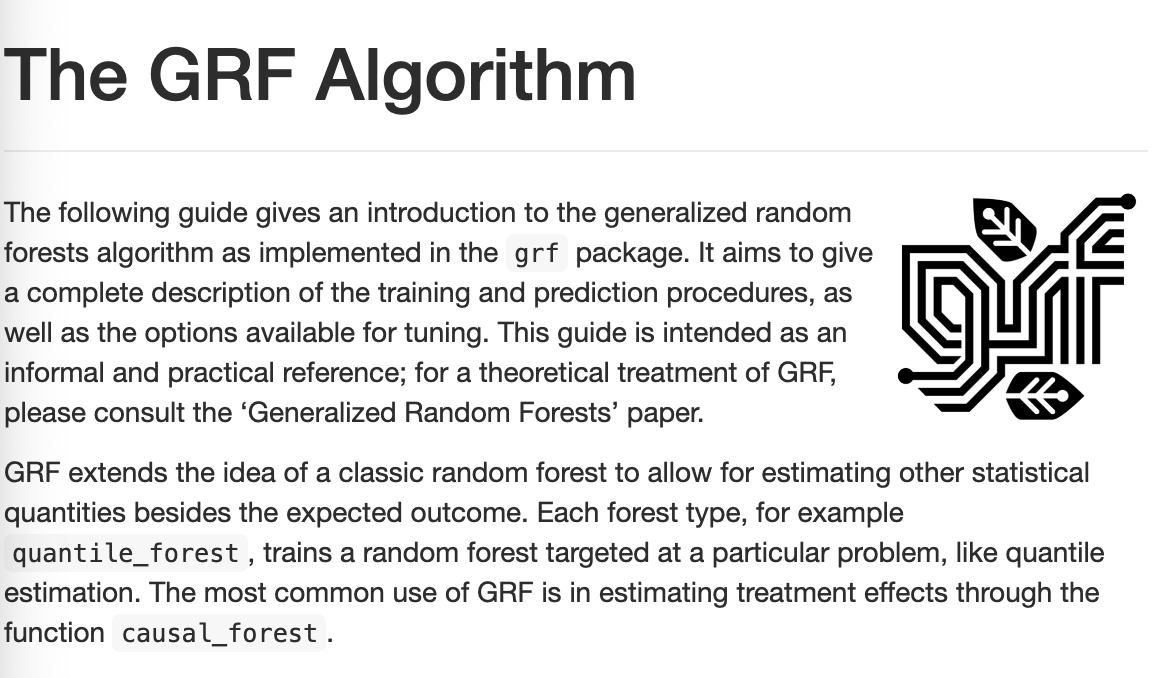 The GRF Algorithm
The following guide gives an introduction to the generalized random
forests algorithm as implemented in the grf package. It aims to give
a complete description of the training and prediction procedures, as
well as the options available for tuning. This guide is intended as an
informal and practical reference; for a theoretical treatment of GRF,
please consult the ‘Generalized Random Forests’ paper.
grf
GRF extends the idea of a classic random forest to allow for estimating other statistical
quantities besides the expected outcome. Each forest type, for example
quantile_forest, trains a random forest targeted at a particular problem, like quantile
estimation. The most common use of GRF is in estimating treatment effects through the
function causal_forest.